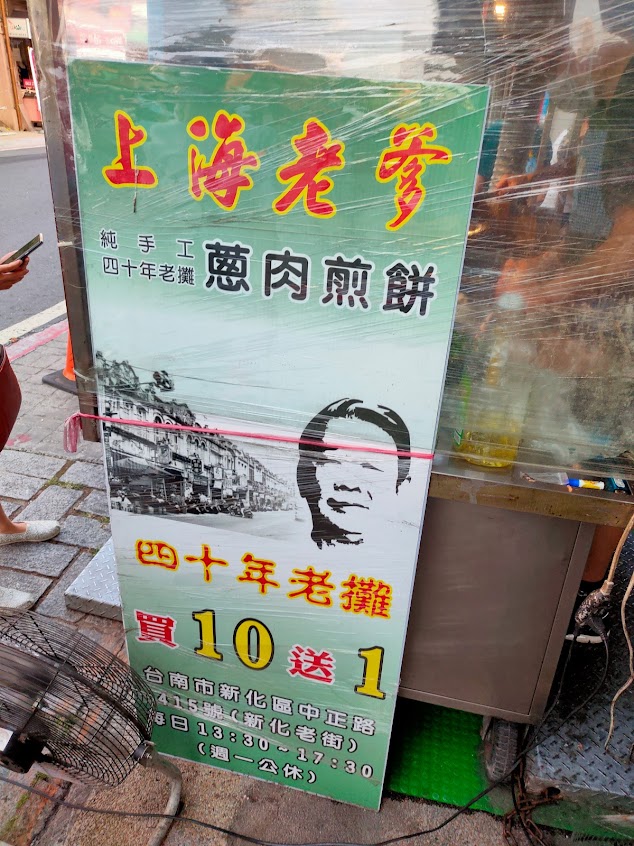 上海老爹
純手工
四十年老攤
蔥肉煎餅
四十年老攤
買10送1
台南市新化區中正路
415號(新化老街)
每日13:30~17:30
(週一公休)